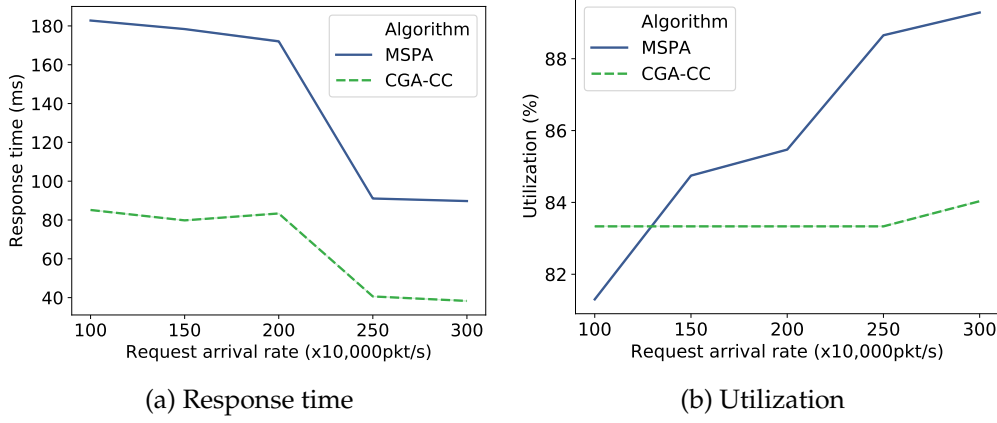 180
160
140
120
100
80
60
40
Response time (ms)
Algorithm
MSPA
CGA-CC
100 150 200 250 300
Request arrival rate (x10,000pkt/s)
(a) Response time
88
86
84
82
Utilization (%)
Algorithm
MSPA
CGA-CC
100 150 200 250 300
Request arrival rate (x10,000pkt/s)
(b) Utilization